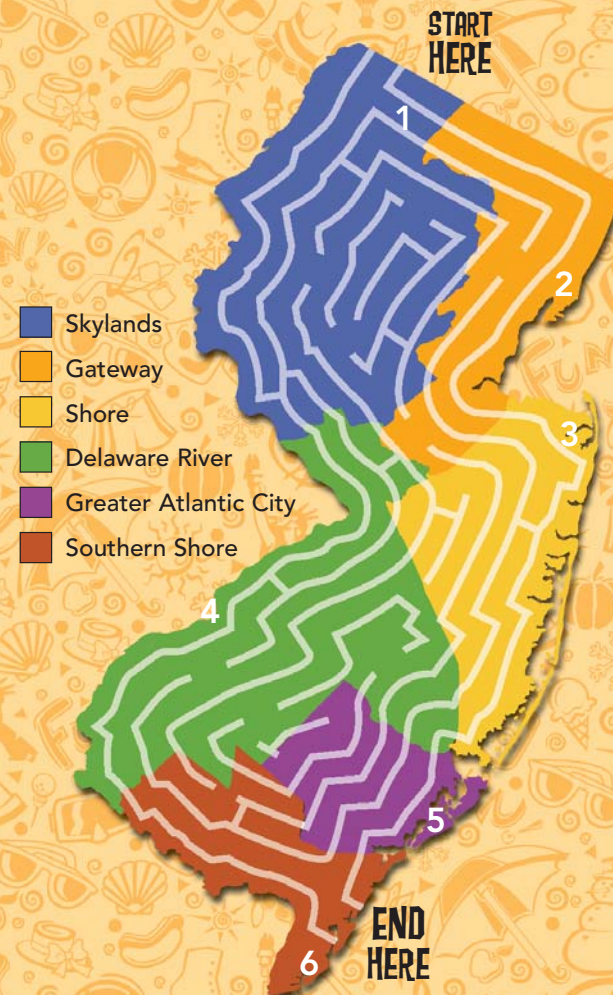 START
HERE
1
2
Skylands
Gateway
Shore
3
Delaware River
Greater Atlantic City
Southern Shore
4
5
END
HERE
6